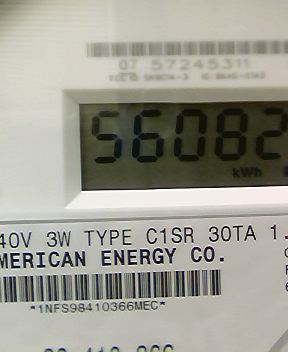 07 57245311
56082
kWh
40V 3W TYPE C1SR 30TA 1.
MERICAN ENERGY CO.
*1NFS98410366MEC*